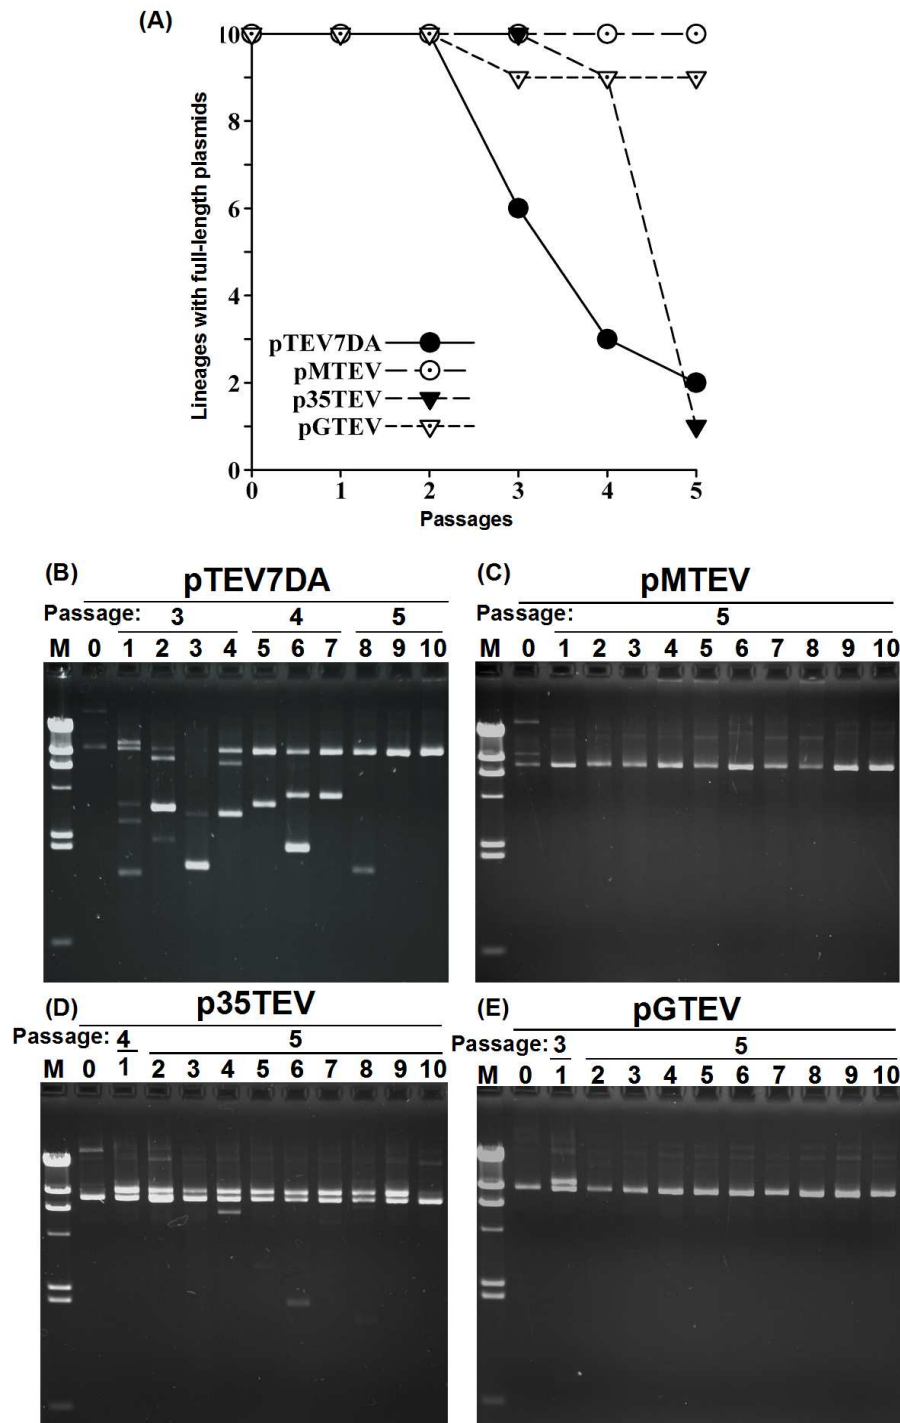 (A)
Lineages with full-length plasmids
10
8
6
4
2
0
pTEV7DA
pMTEV
p35TEV
pGTEV
0 1 2 3 4 5
Passages
(B) pTEV7DA
Passage: 3 4 5
M 0 1 2 3 4 5 6 7 8 9 10
(C) pMTEV
Passage: 5
M 0 1 2 3 4 5 6 7 8 9 10
(D) p35TEV
Passage: 4 5
M 0 1 2 3 4 5 6 7 8 9 10
(E) pGTEV
Passage: 3 5
M 0 1 2 3 4 5 6 7 8 9 10